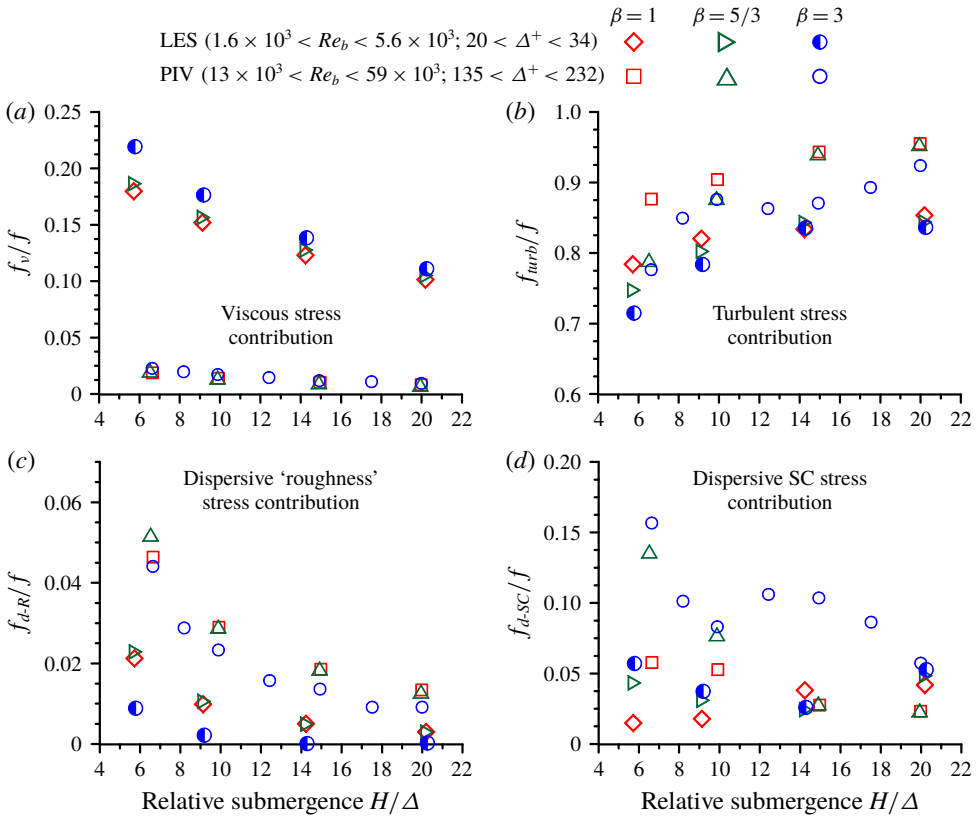 β = 1 β = 5/3 β = 3
LES (1.6 × 10³ < Re_b < 5.6 × 10³; 20 < Δ⁺ < 34)
PIV (13 × 10³ < Re_b < 59 × 10³; 135 < Δ⁺ < 232)
(a)
0.25
0.20
0.15
0.10
0.05
0
f_ν/f
Viscous stress
contribution
4 6 8 10 12 14 16 18 20 22
(b)
1.0
0.9
0.8
0.7
0.6
f_turb/f
Turbulent stress
contribution
4 6 8 10 12 14 16 18 20 22
(c)
0.06
0.04
0.02
0
f_d-R/f
Dispersive ‘roughness’
stress contribution
4 6 8 10 12 14 16 18 20 22
Relative submergence H/Δ
(d)
0.20
0.15
0.10
0.05
0
f_d-SC/f
Dispersive SC stress
contribution
4 6 8 10 12 14 16 18 20 22
Relative submergence H/Δ